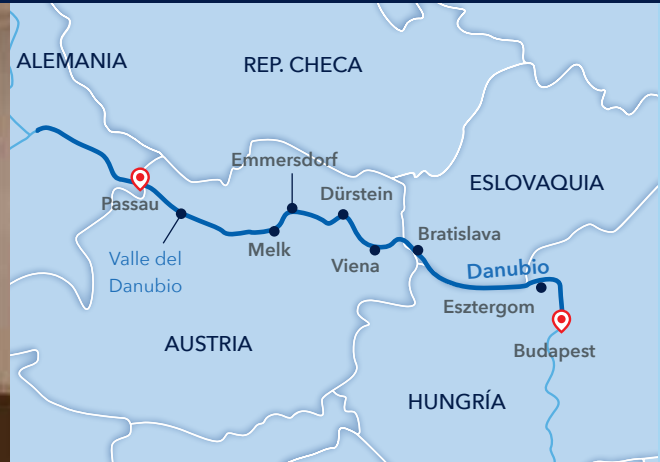 ALEMANIA
REP. CHECA
Emmersdorf
ESLOVAQUIA
Passau
Dürstein
Bratislava
Melk
Viena
Valle del
Danubio
Danubio
Esztergom
AUSTRIA
Budapest
HUNGRÍA